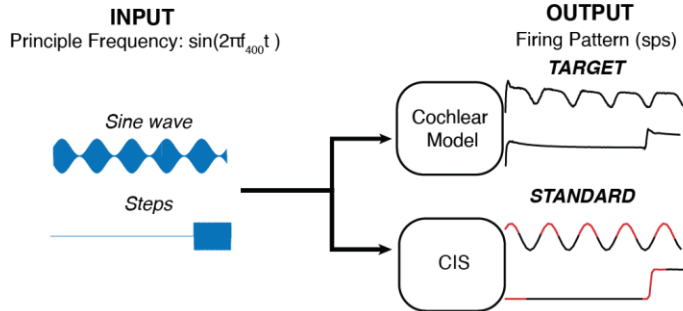 INPUT
Principle Frequency: sin(2πf400t )
Sine wave
Steps
OUTPUT
Firing Pattern (sps)
TARGET
Cochlear
Model
STANDARD
CIS